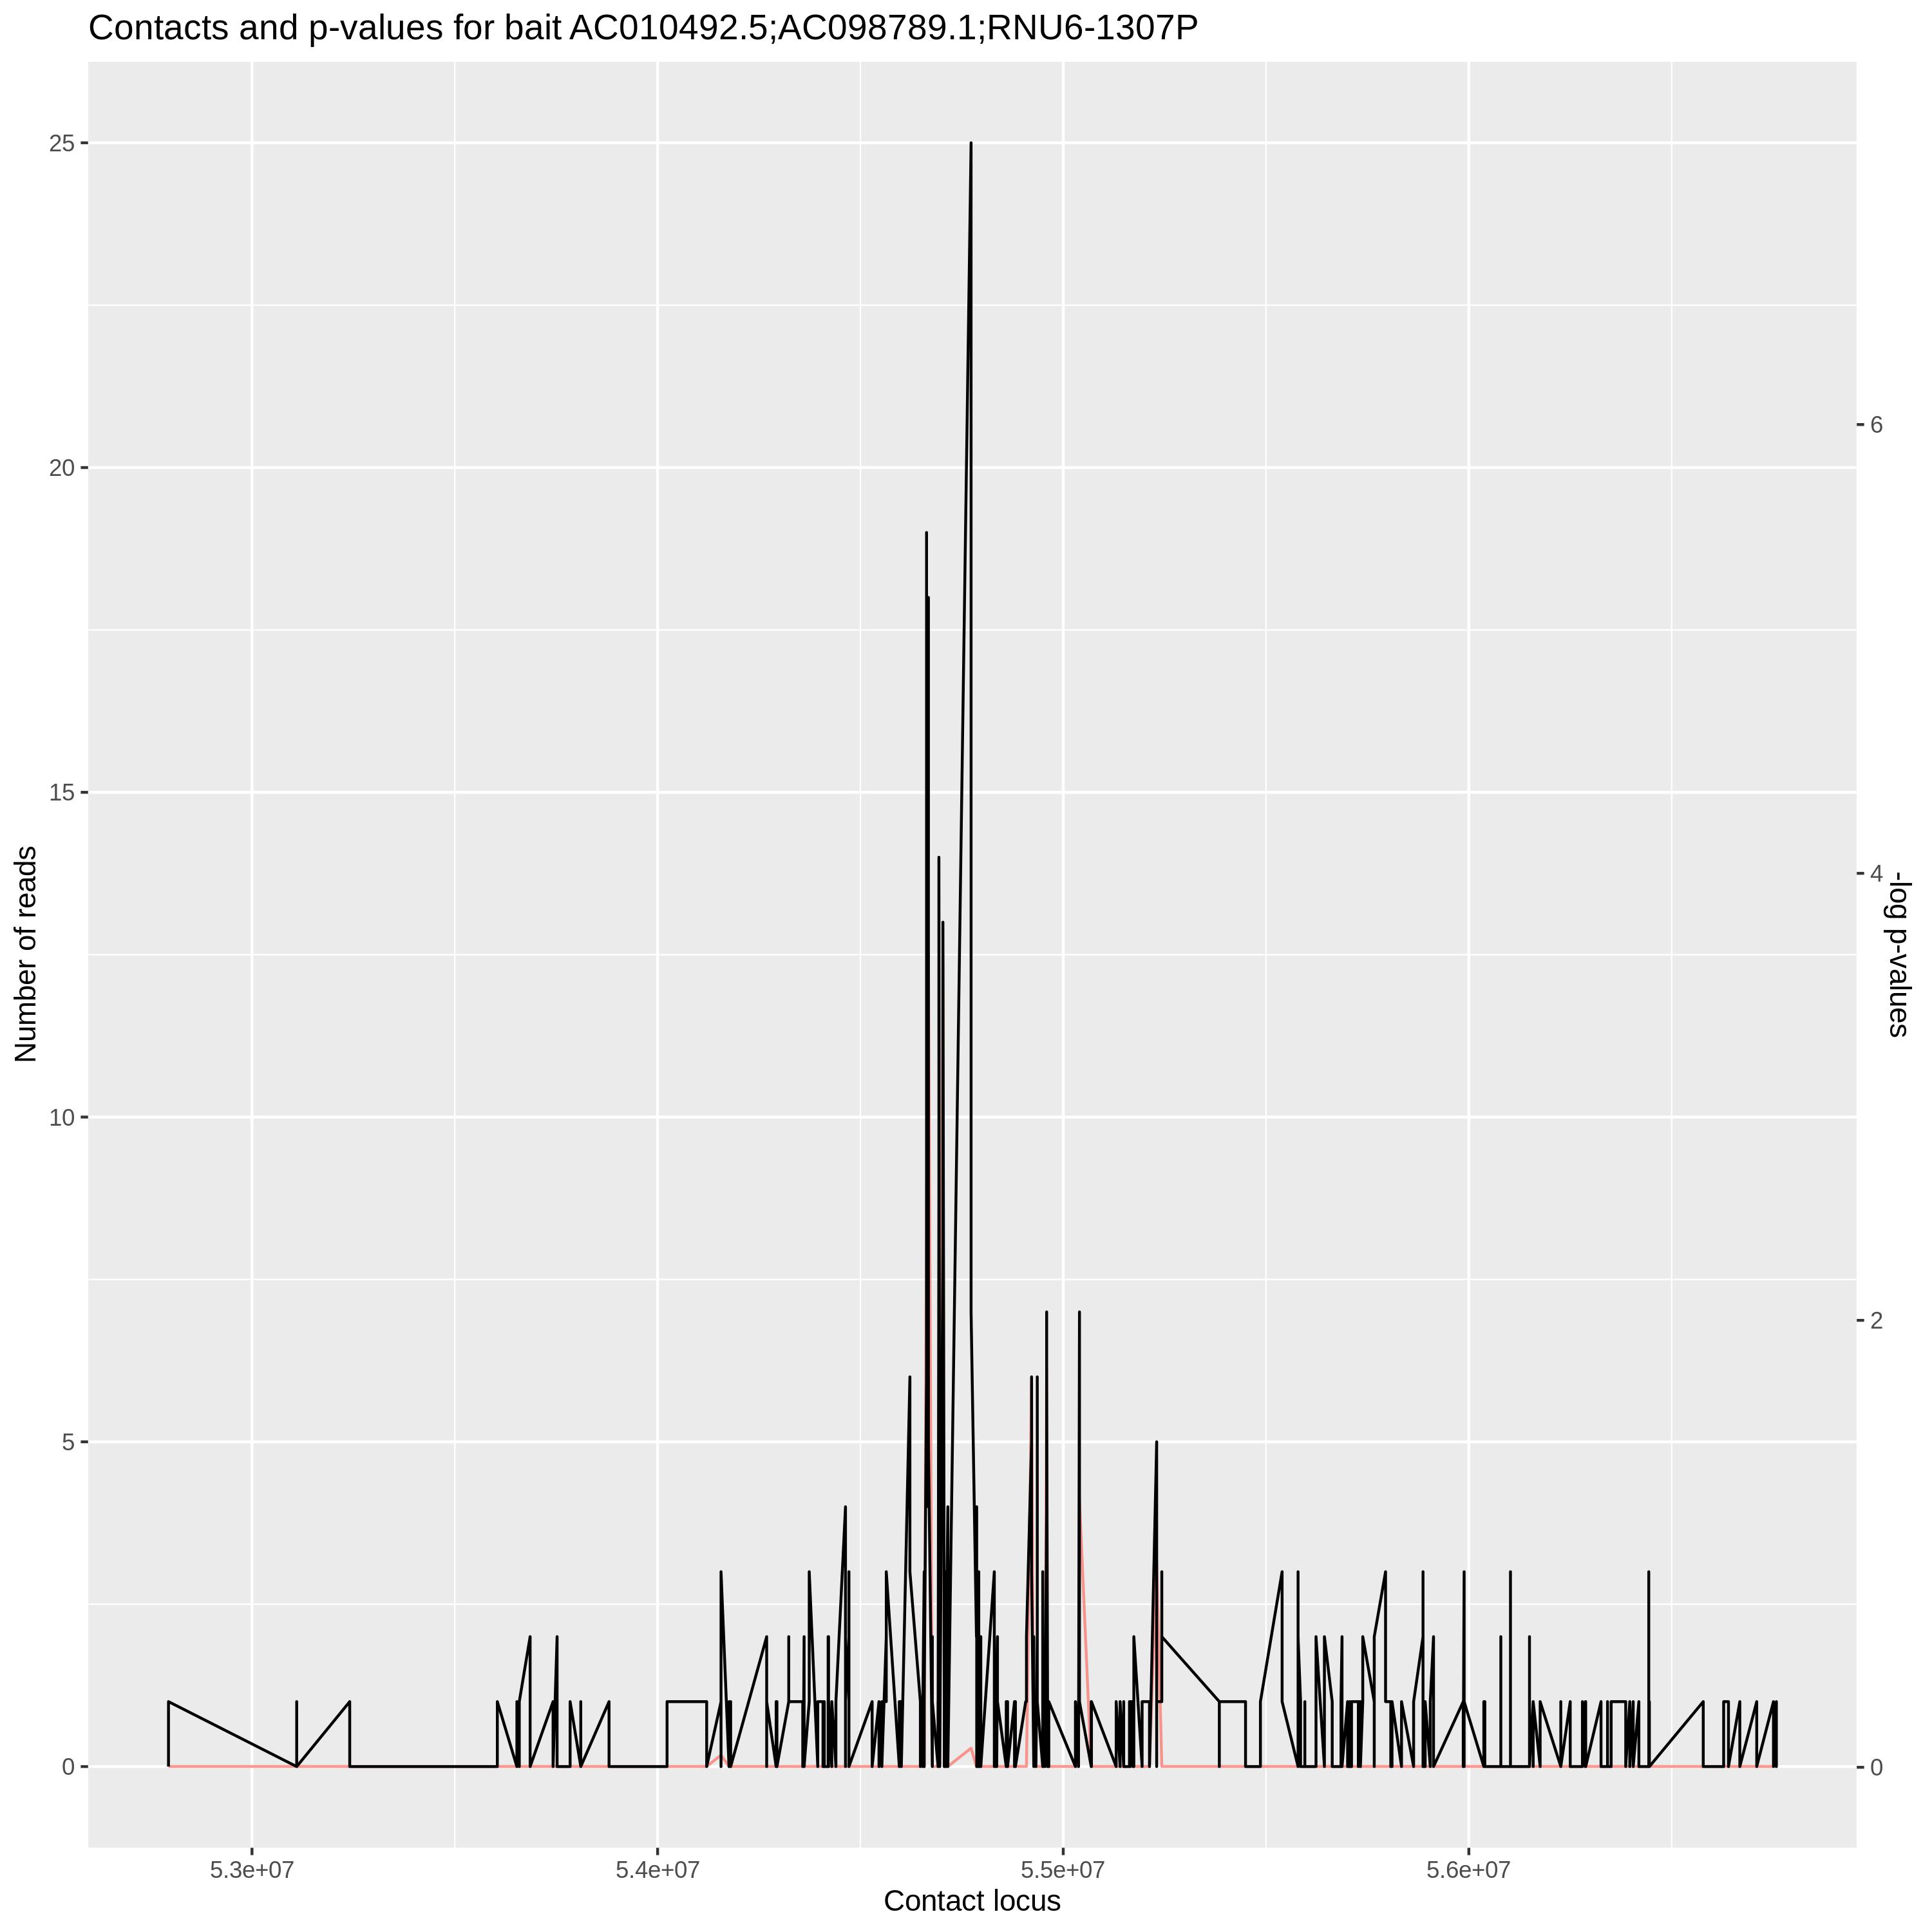 Contacts and p-values for bait AC010492.5;AC098789.1;RNU6-1307P
25
20
15
10
5
0
Number of reads
6
4
2
0
-log p-values
5.3e+07
5.4e+07
5.5e+07
5.6e+07
Contact locus